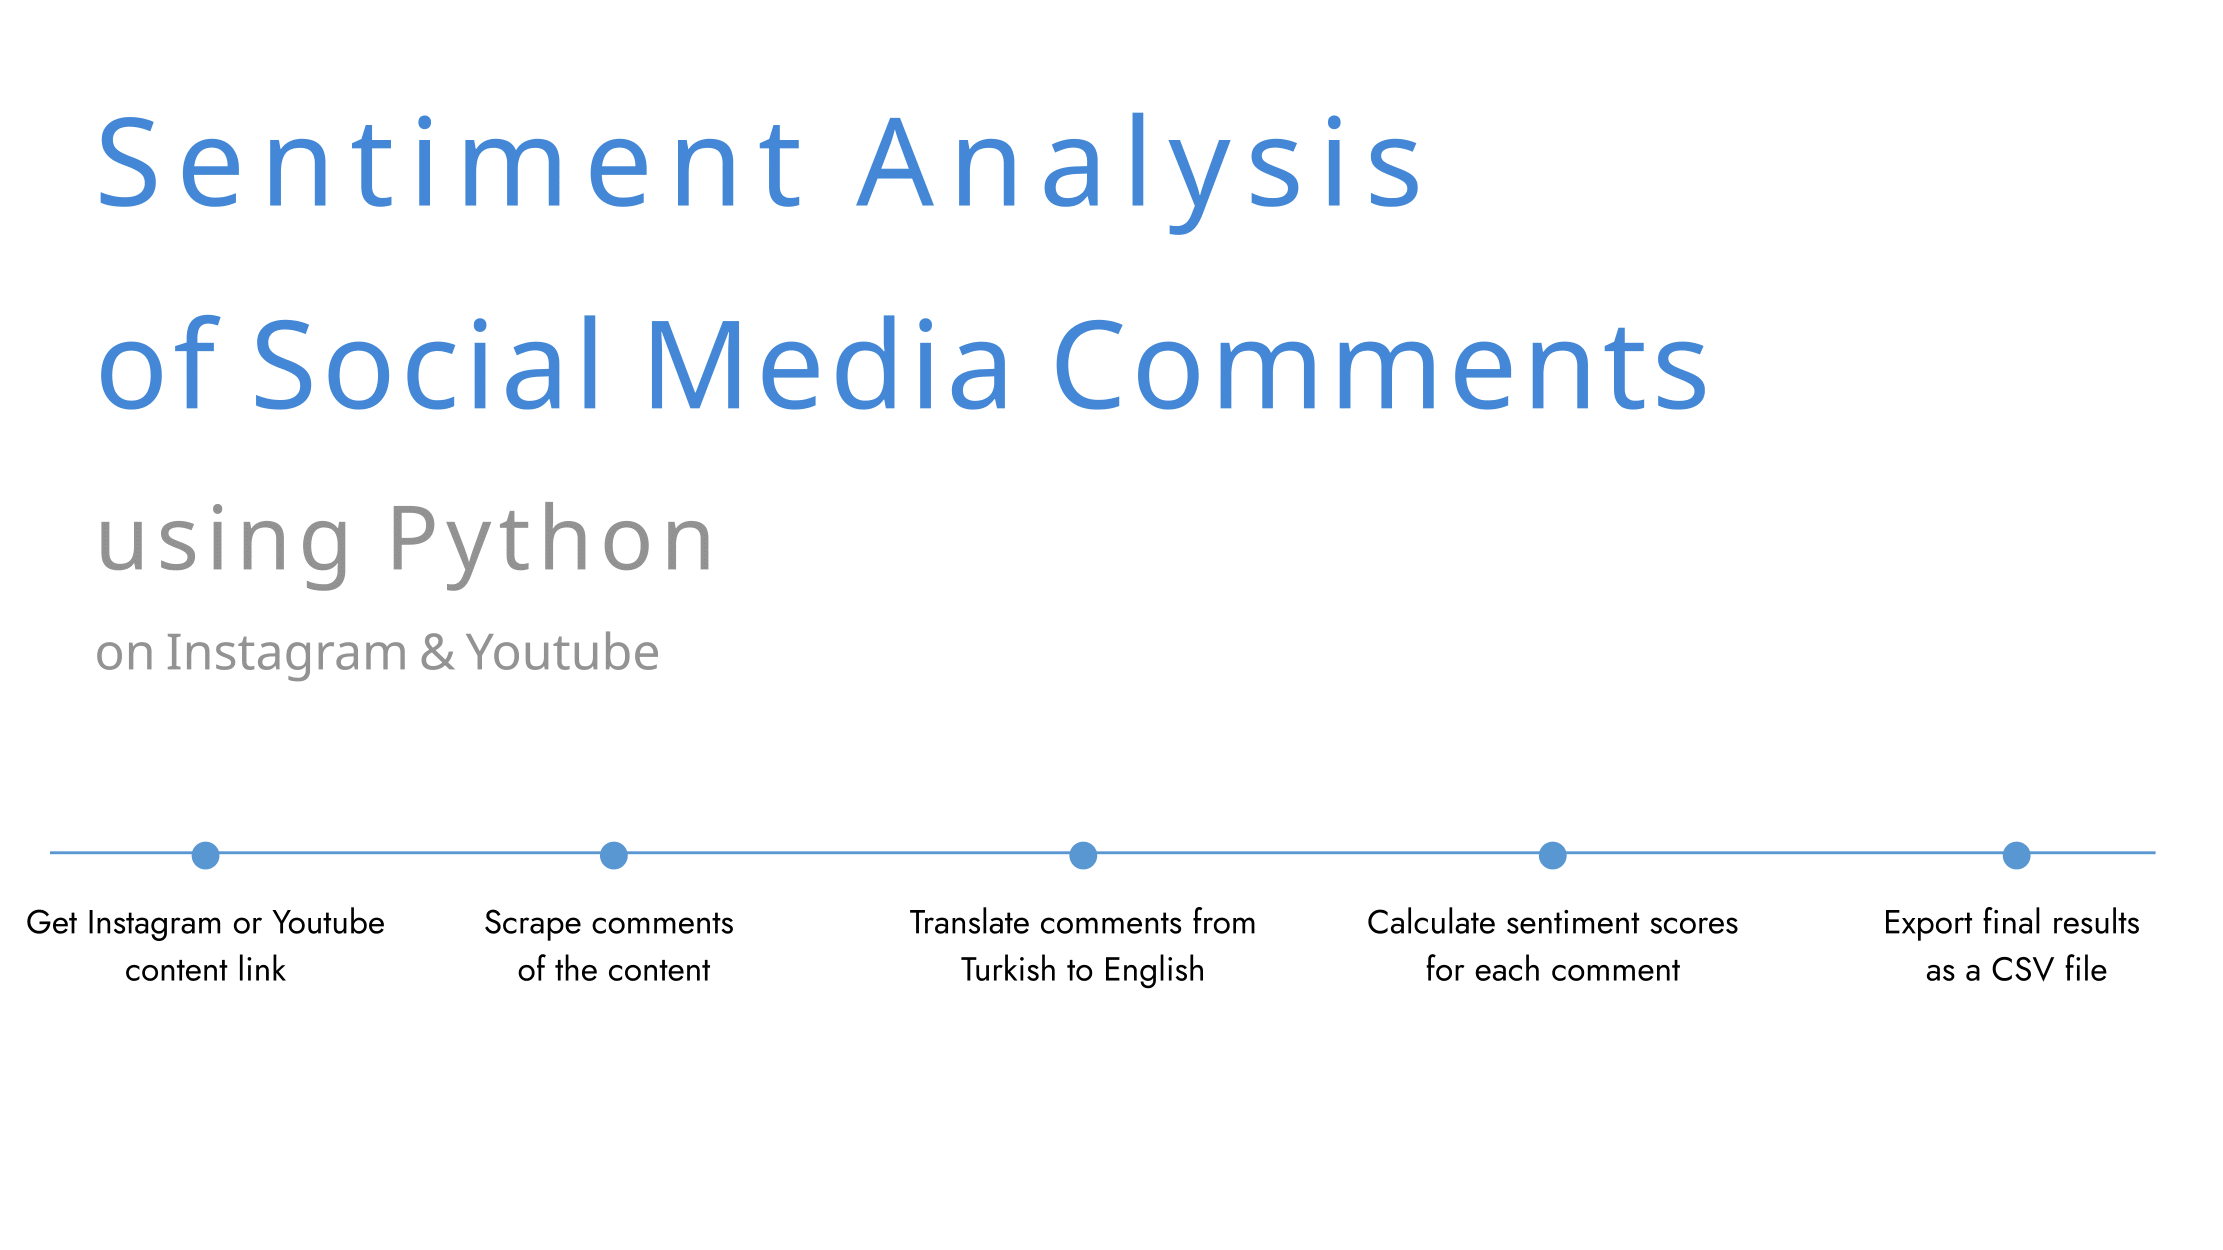 Sentiment Analysis
of Social Media Comments
using Python
on Instagram & Youtube
Get Instagram or Youtube
content link
Scrape comments
of the content
Translate comments from
Turkish to English
Calculate sentiment scores
for each comment
Export final results
as a CSV file